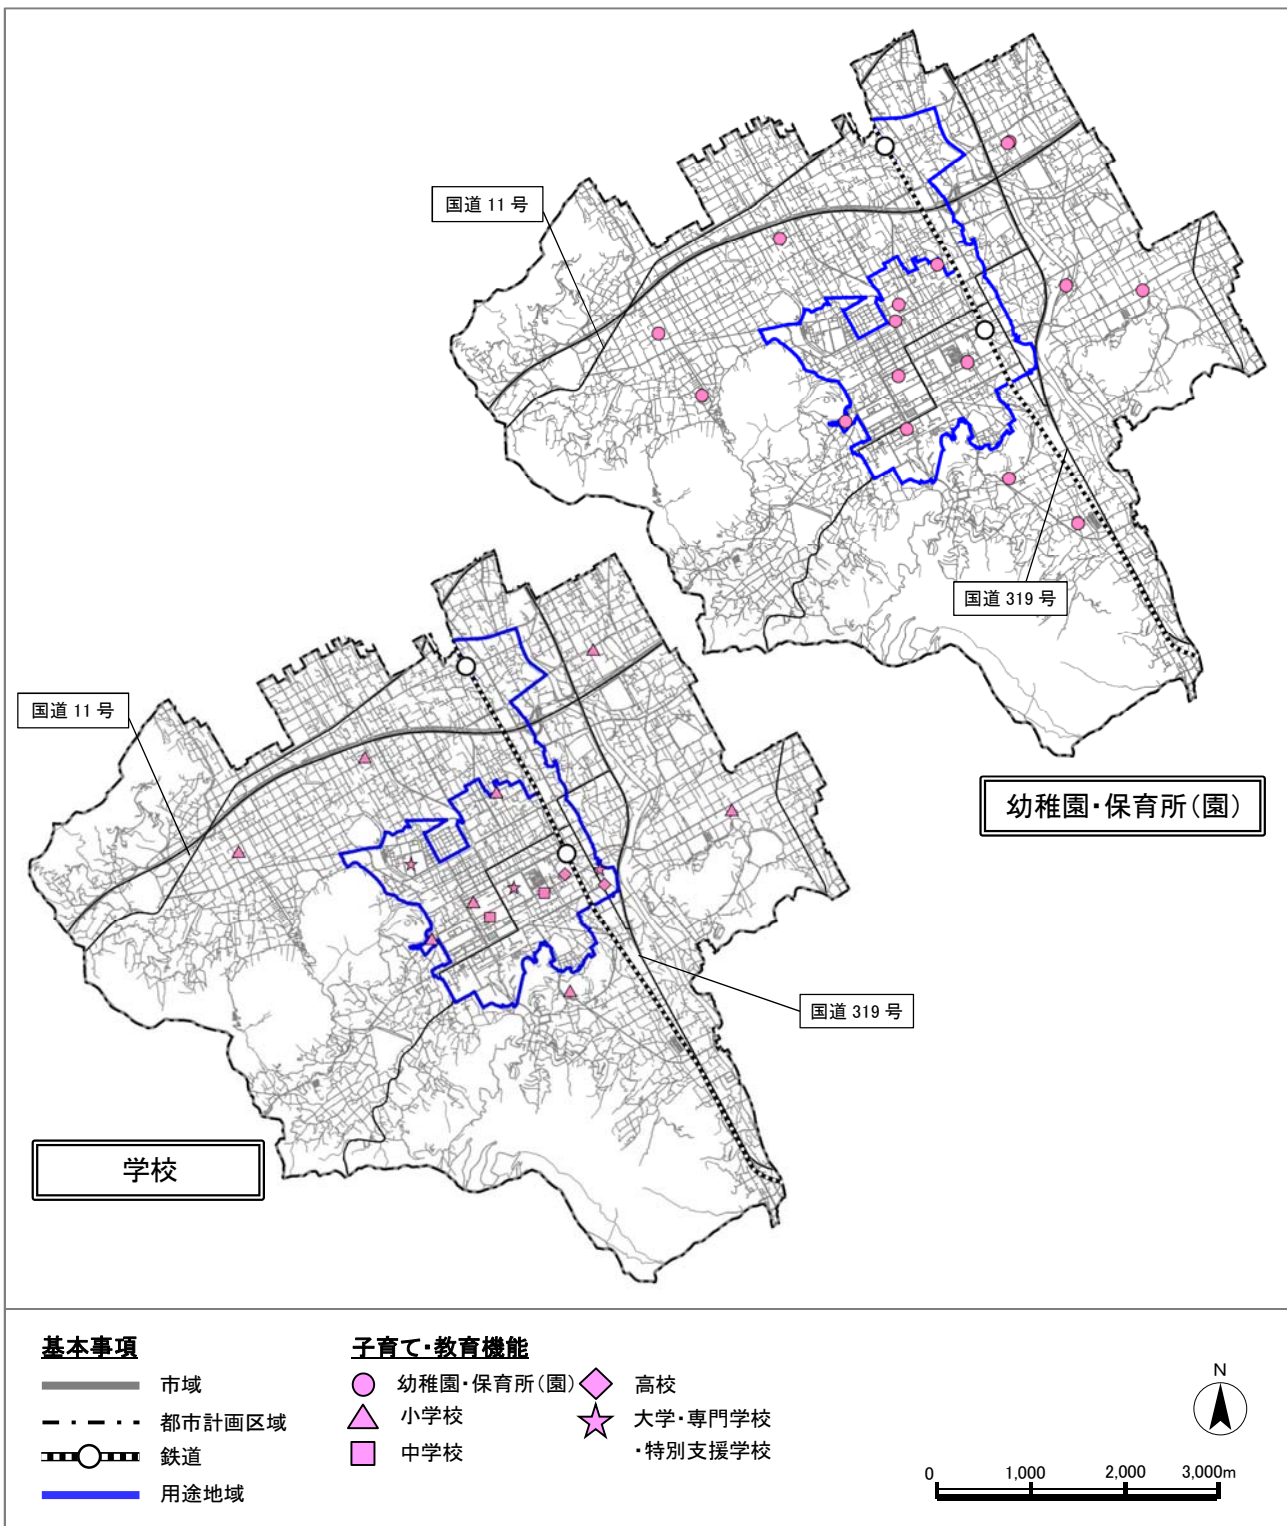 国道 11 号
国道 319 号
幼稚園・保育所(園)
国道 11 号
国道 319 号
学校
基本事項
市域
都市計画区域
鉄道
用途地域
子育て・教育機能
幼稚園・保育所(園)
小学校
中学校
高校
大学・専門学校
・特別支援学校
N
0 1,000 2,000 3,000m